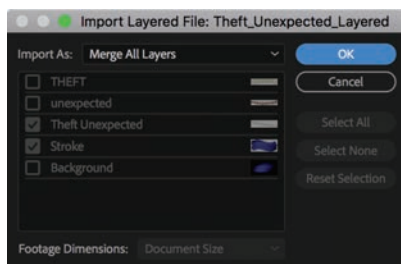 Import Layered File: Theft_Unexpected_Layered
Import As: Merge All Layers
OK
THEFT
Cancel
unexpected
Theft Unexpected
Select All
Stroke
Select None
Background
Reset Selection
Footage Dimensions: Document Size